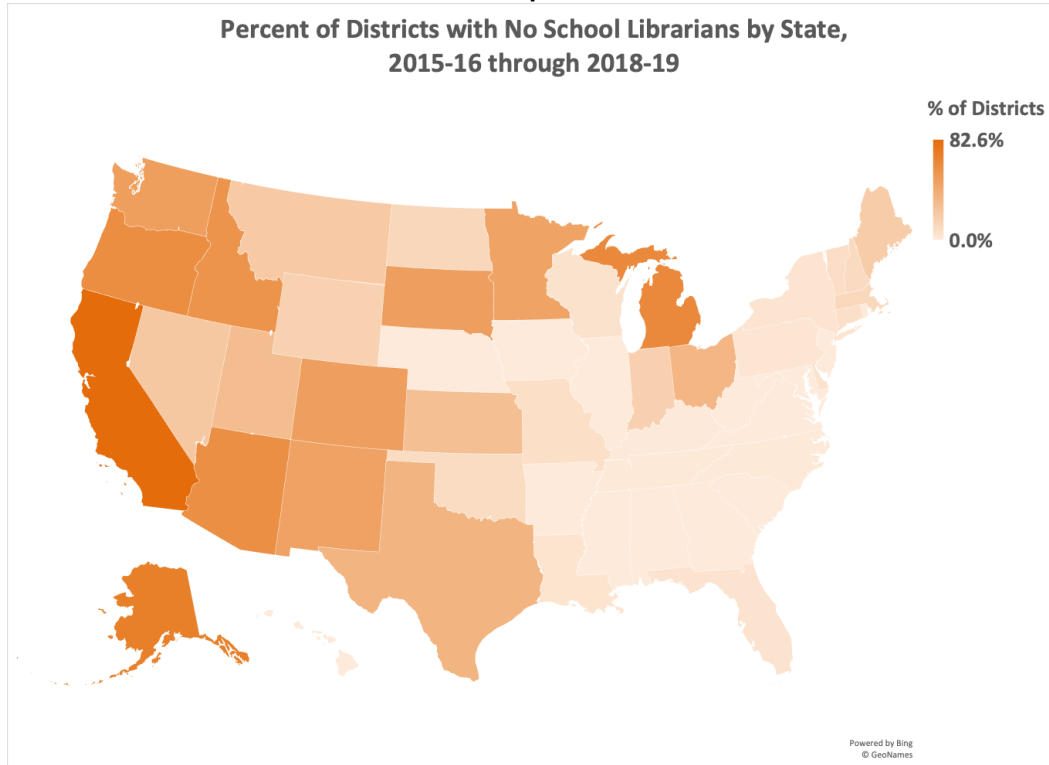 Percent of Districts with No School Librarians by State,
2015-16 through 2018-19
% of Districts
82.6%
0.0%
Powered by Bing
© GeoNames